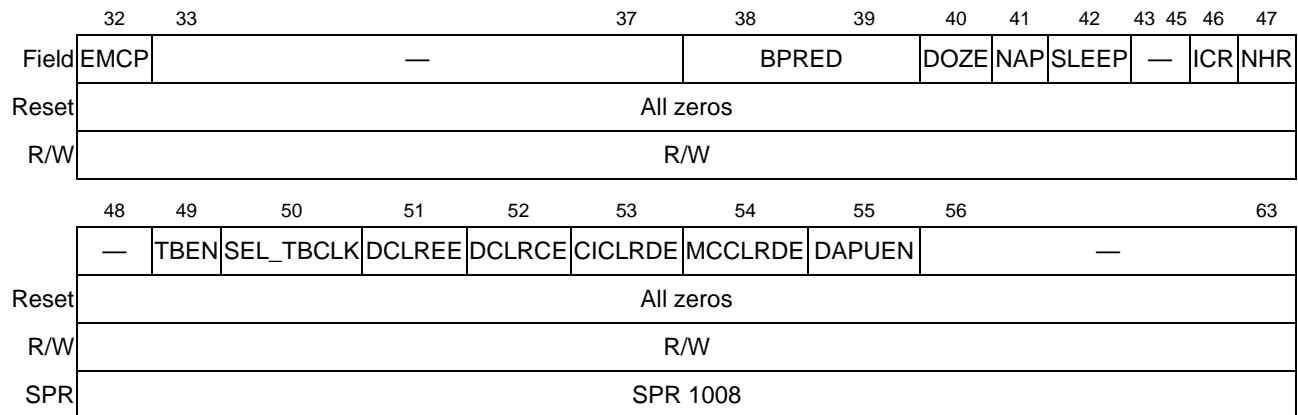 32 33 37 38 39 40 41 42 43 45 46 47
Field EMCP — BPRED DOZE NAP SLEEP — ICR NHR
Reset All zeros
R/W R/W
48 49 50 51 52 53 54 55 56 63
— TBEN SEL_TBCLK DCLREE DCLRCE CICLRDE MCCLRDE DAPUEN —
Reset All zeros
R/W R/W
SPR SPR 1008